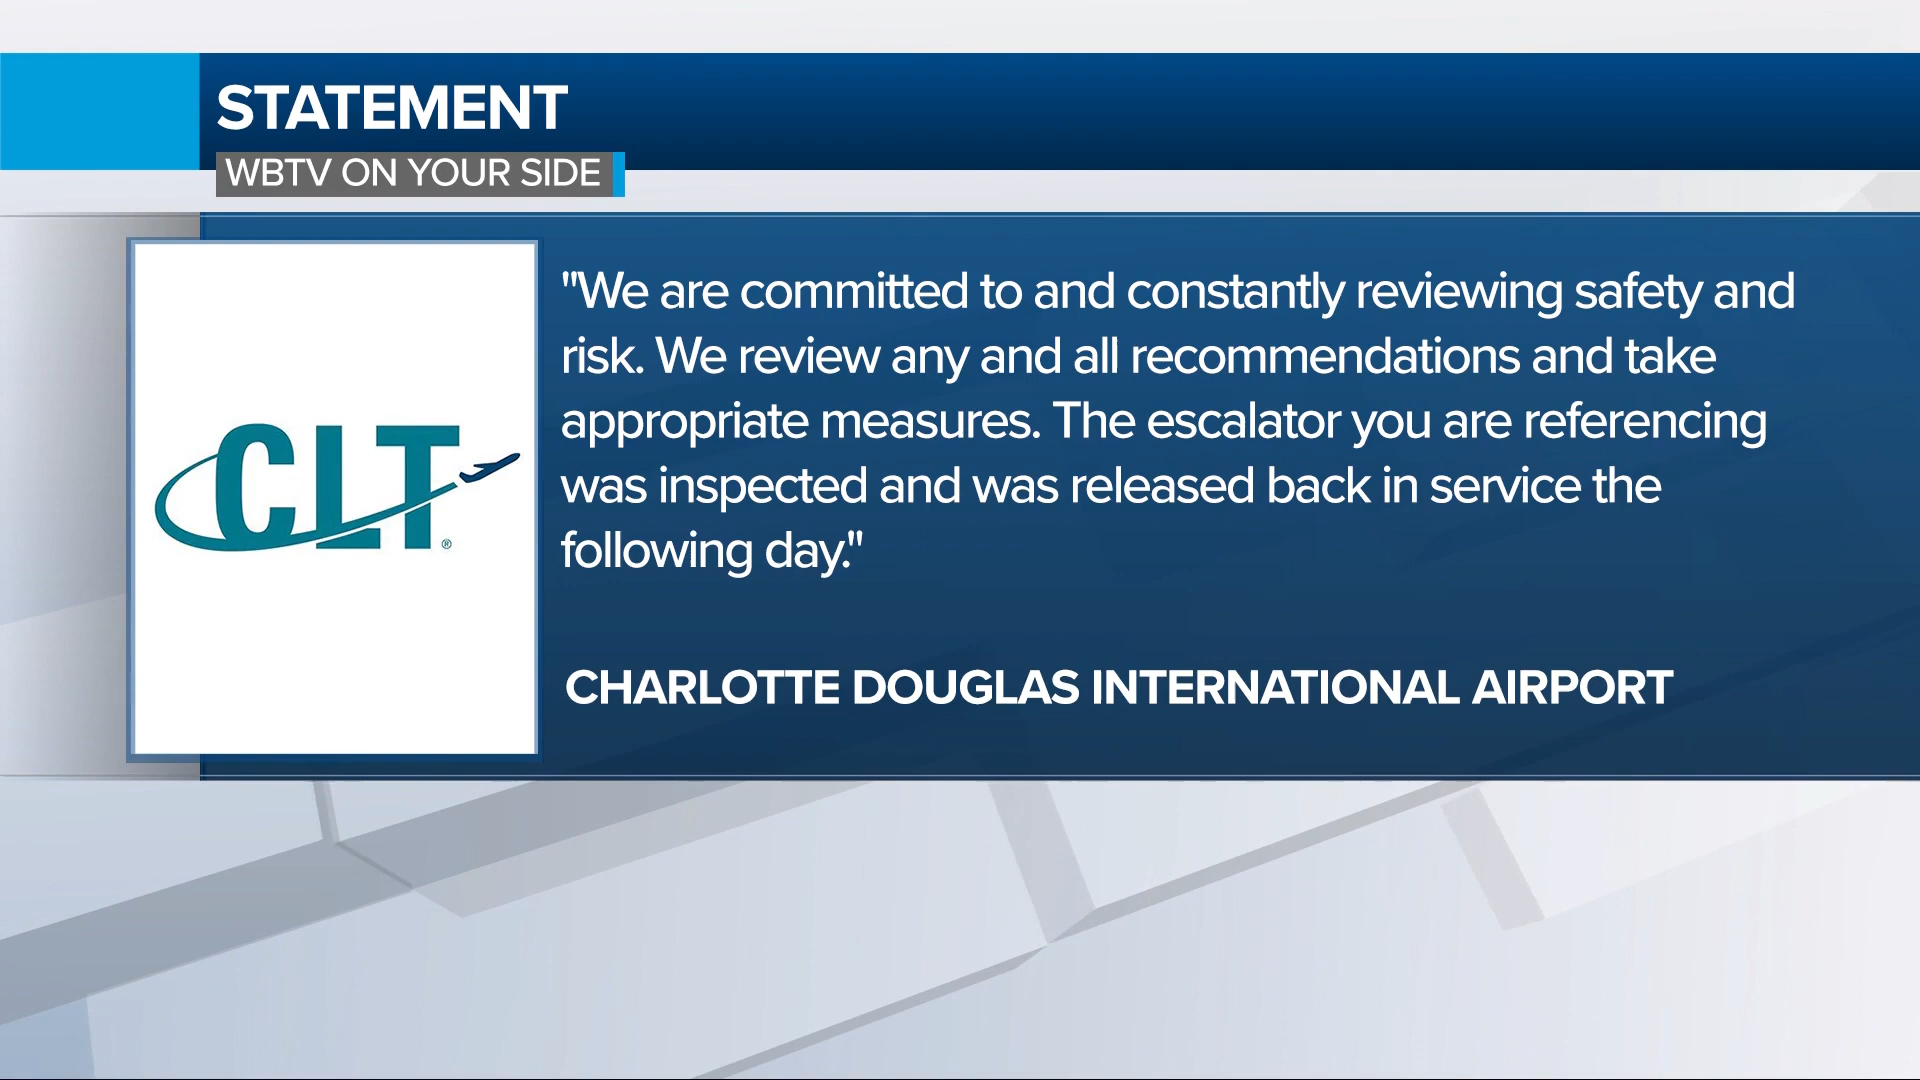 STATEMENT
WBTV ON YOUR SIDE
CLT®
"We are committed to and constantly reviewing safety and
risk. We review any and all recommendations and take
appropriate measures. The escalator you are referencing
was inspected and was released back in service the
following day."
CHARLOTTE DOUGLAS INTERNATIONAL AIRPORT